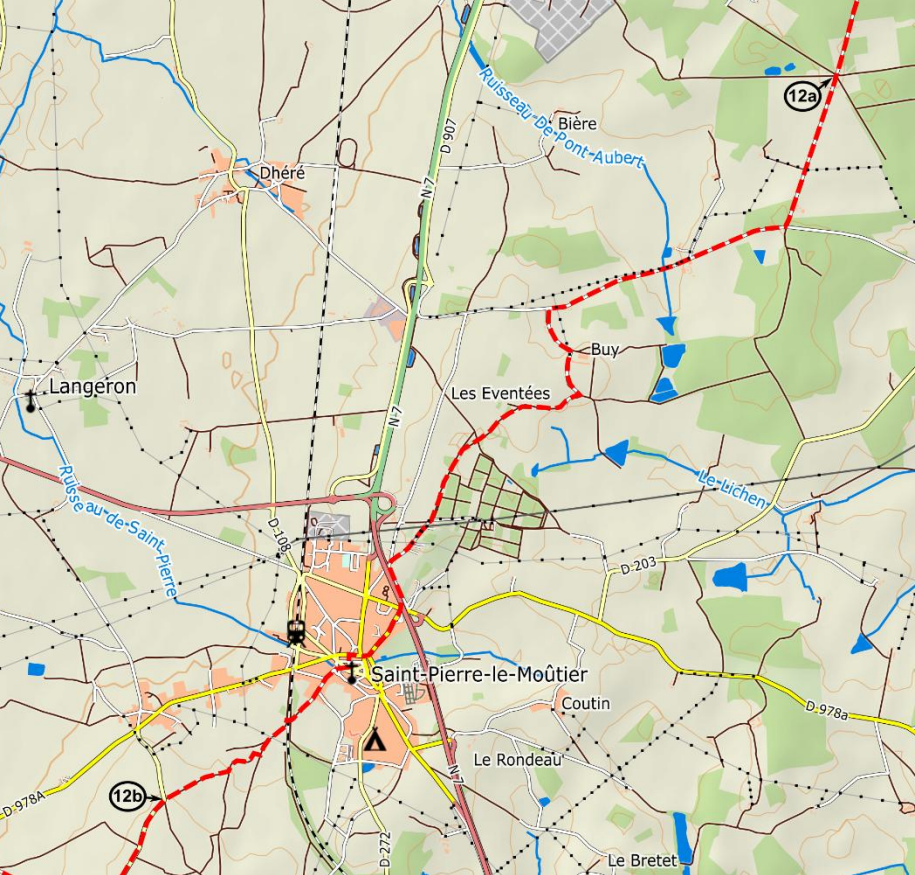 Ruisseau-De-Pont-Aubert
12a
D 907
Bière
Dhéré
N 7
Buy
Langeron
Les Eventées
N 7
Ruisseau de Saint-Pierre
Le Lichen
D 108
D 203
Saint-Pierre-le-Moûtier
Coutin
D 978a
Le Rondeau
N 7
12b
D 978A
D 272
Le Bretet